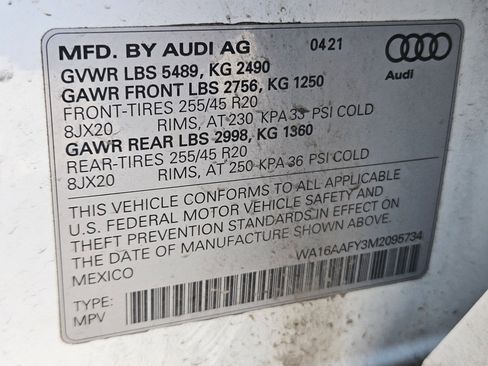 MFD. BY AUDI AG 04 21
GVWR LBS 5489, KG 2490
GAWR FRONT LBS 2756, KG 1250
FRONT-TIRES 255/45 R20
8JX20 RIMS, AT 230 KPA 33 PSI COLD
GAWR REAR LBS 2998, KG 1360
REAR-TIRES 255/45 R20
8JX20 RIMS, AT 250 KPA 36 PSI COLD
Audi
THIS VEHICLE CONFORMS TO ALL APPLICABLE
U.S. FEDERAL MOTOR VEHICLE SAFETY AND
THEFT PREVENTION STANDARDS IN EFFECT ON
THE DATE OF MANUFACTURE SHOWN ABOVE.
MEXICO
WA16AAFY3M2095734
TYPE:
MPV